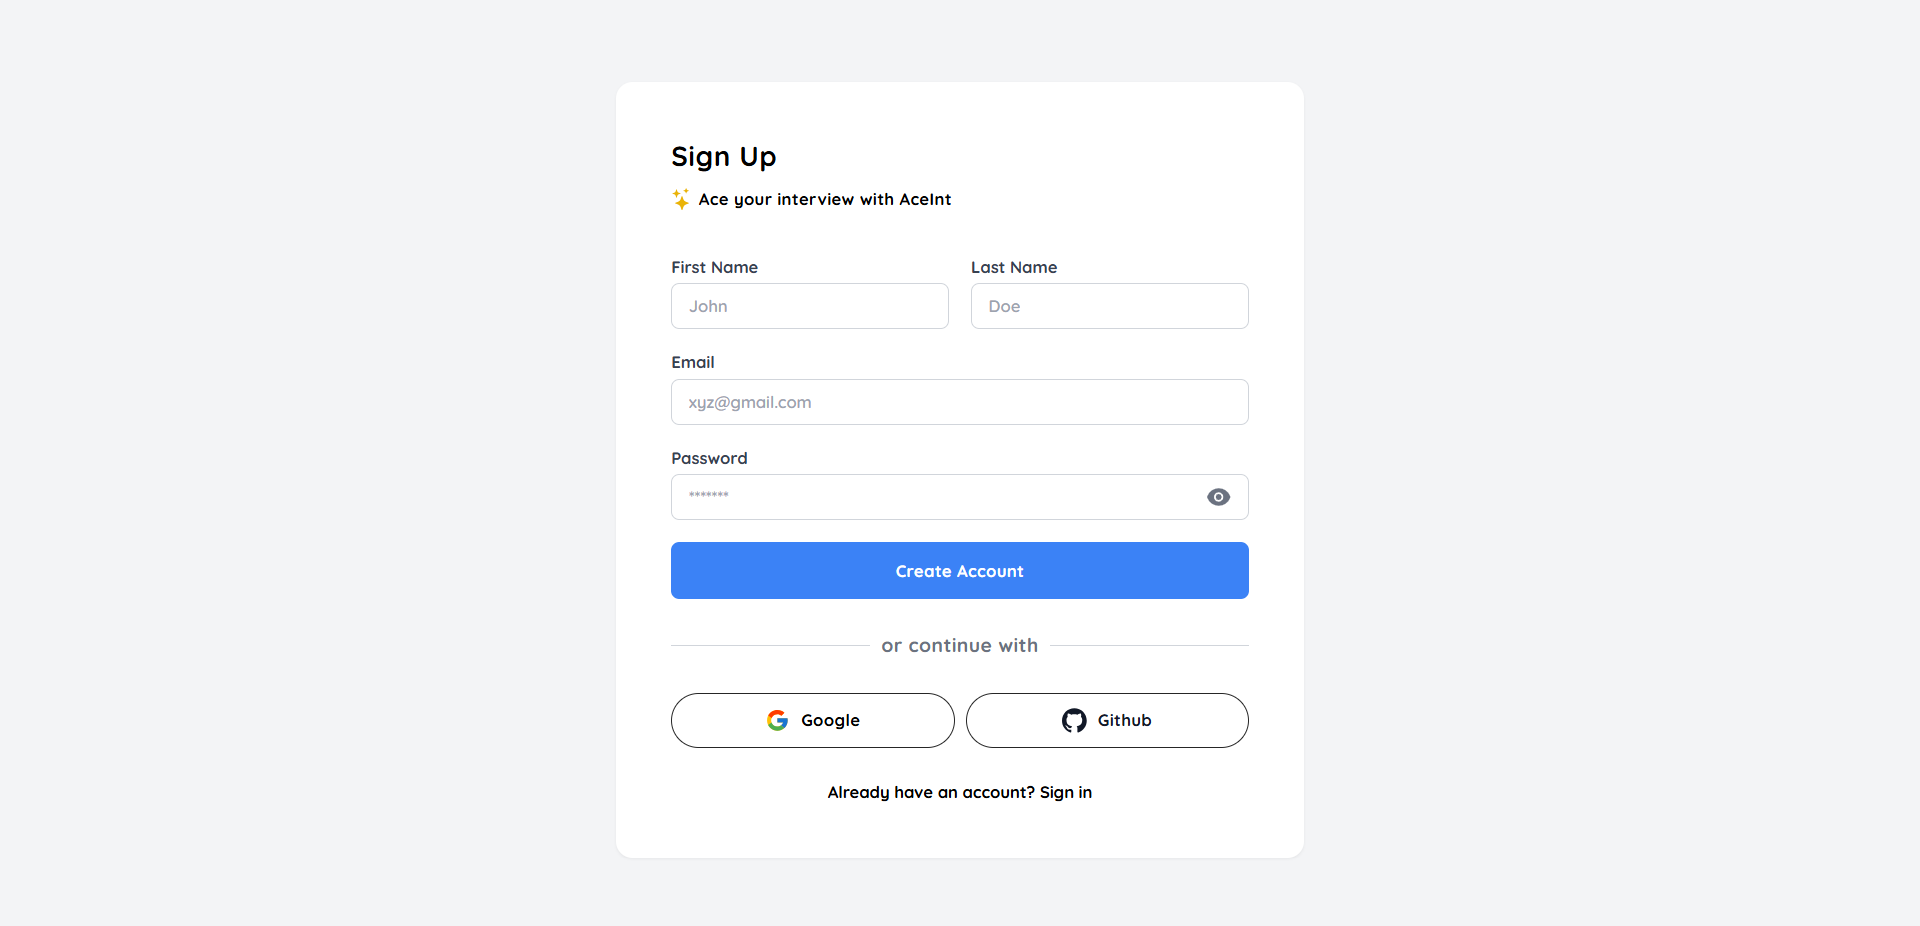 Sign Up
Ace your interview with AceInt
First Name Last Name
John Doe
Email
xyz@gmail.com
Password
*******
Create Account
or continue with
Google Github
Already have an account? Sign in